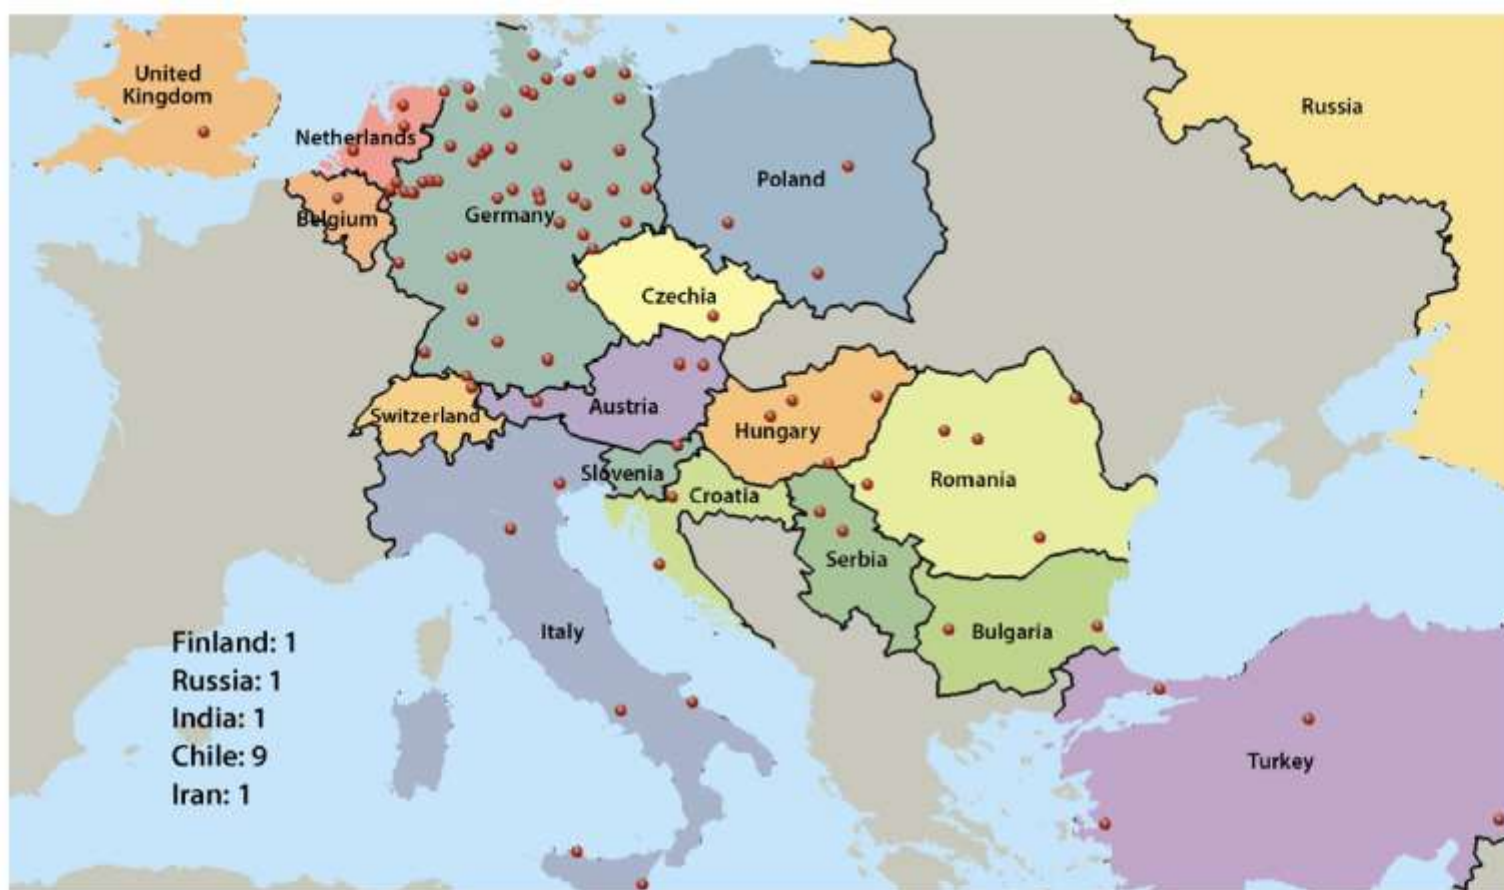 United
Kingdom
Russia
Netherlands
Poland
Belgium
Germany
Czechia
Switzerland
Austria
Hungary
Slovenia
Croatia
Romania
Serbia
Italy
Bulgaria
Finland: 1
Russia: 1
India: 1
Chile: 9
Iran: 1
Turkey